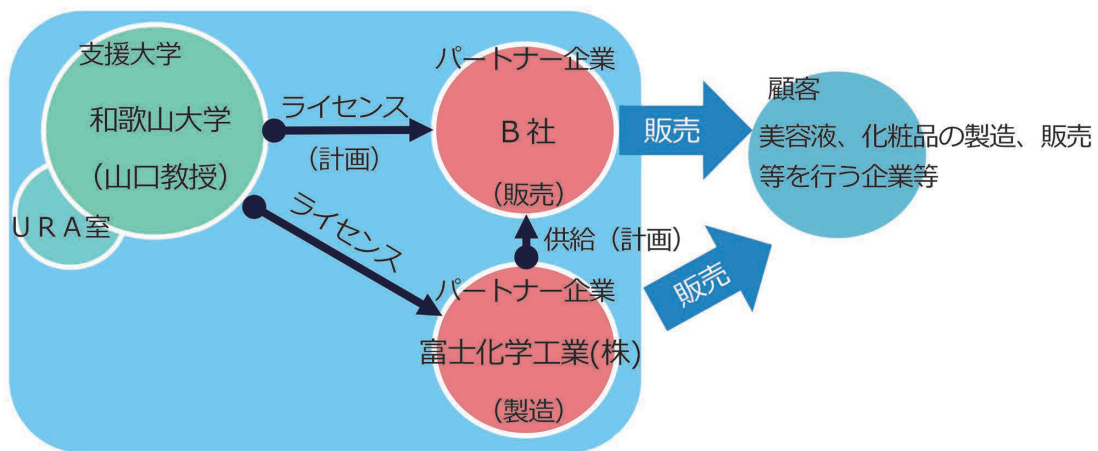 支援大学
和歌山大学
（山口教授）
ＵＲＡ室
ライセンス
（計画）
ライセンス
パートナー企業
Ｂ社
（販売）
供給（計画）
パートナー企業
富士化学工業(株)
（製造）
販売
販売
顧客
美容液、化粧品の製造、販売
等を行う企業等